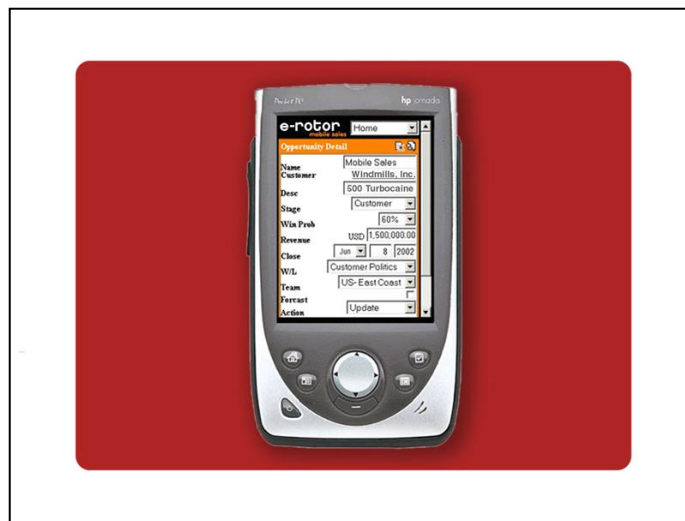 Pocket PC hp jornada
e-rotor Home
mobile sales
Opportunity Detail
Name Mobile Sales
Customer Windmills, Inc.
Desc 500 Turbocaine
Stage Customer
Win Prob 60%
Revenue USD 1,500,000.00
Close Jun 8 2002
W/L Customer Politics
Team US- East Coast
Forcast
Action Update